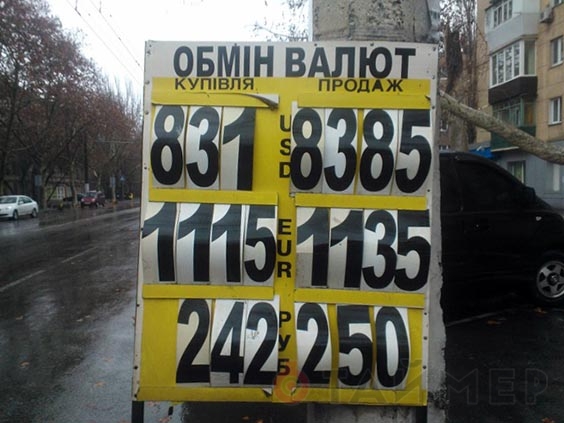 ОБМІН ВАЛЮТ
КУПІВЛЯ ПРОДАЖ
831 USD 8385
1115 EUR 1135
242 РУБ 250
ТАЙМЕР